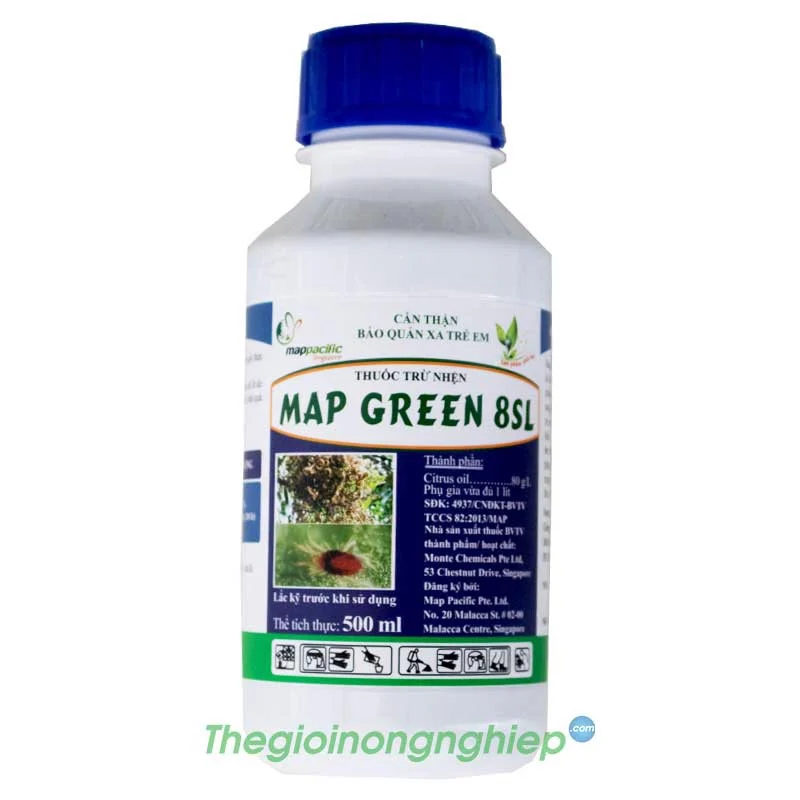 CẨN THẬN
BẢO QUẢN XA TRẺ EM
mappacific
singapore
THUỐC TRỪ NHỆN
MAP GREEN 8SL
Thành phần:
Citrus oil.............80 g/L
Phụ gia vừa đủ 1 lít
SĐK: 4937/CNĐKT-BVTV
TCCS 82:2013/MAP
Nhà sản xuất thuốc BVTV
thành phẩm/ hoạt chất:
Monte Chemicals Pte Ltd,
53 Chestnut Drive, Singapore
Đăng ký bởi:
Map Pacific Pte. Ltd.
No. 20 Malacca St. # 02-00
Malacca Centre, Singapore
Lắc kỹ trước khi sử dụng
Thể tích thực: 500 ml
Thegioinongnghiep.com